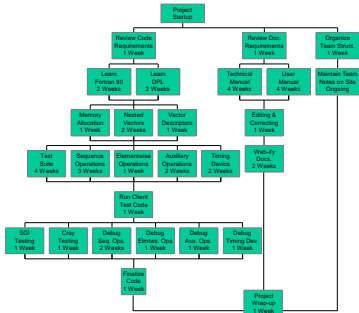 Project
Startup
Review Code
Requirements
1 Week
Review Doc.
Requirements
1 Week
Organize
Team Struct.
1 Week
Learn
Fortran 90
2 Weeks
Learn
DPL
2 Weeks
Technical
Manual
4 Weeks
User
Manual
4 Weeks
Maintain Team
Notes on Site
Ongoing
Memory
Allocation
1 Week
Nested
Vectors
2 Weeks
Vector
Descriptors
1 Week
Editing &
Correcting
1 Week
Test
Suite
4 Weeks
Sequence
Operations
3 Weeks
Elementwise
Operations
1 Week
Auxiliary
Operations
2 Weeks
Timing
Device
2 Weeks
Web-ify
Docs.
2 Weeks
Run Client
Test Code
1 Week
SGI
Testing
1 Week
Cray
Testing
1 Week
Debug
Seq. Ops.
2 Weeks
Debug
Elmtws. Ops
1 Week
Debug
Aux. Ops.
1 Week
Debug
Timing Dev.
1 Week
Finalize
Code
1 Week
Project
Wrap-up
1 Week